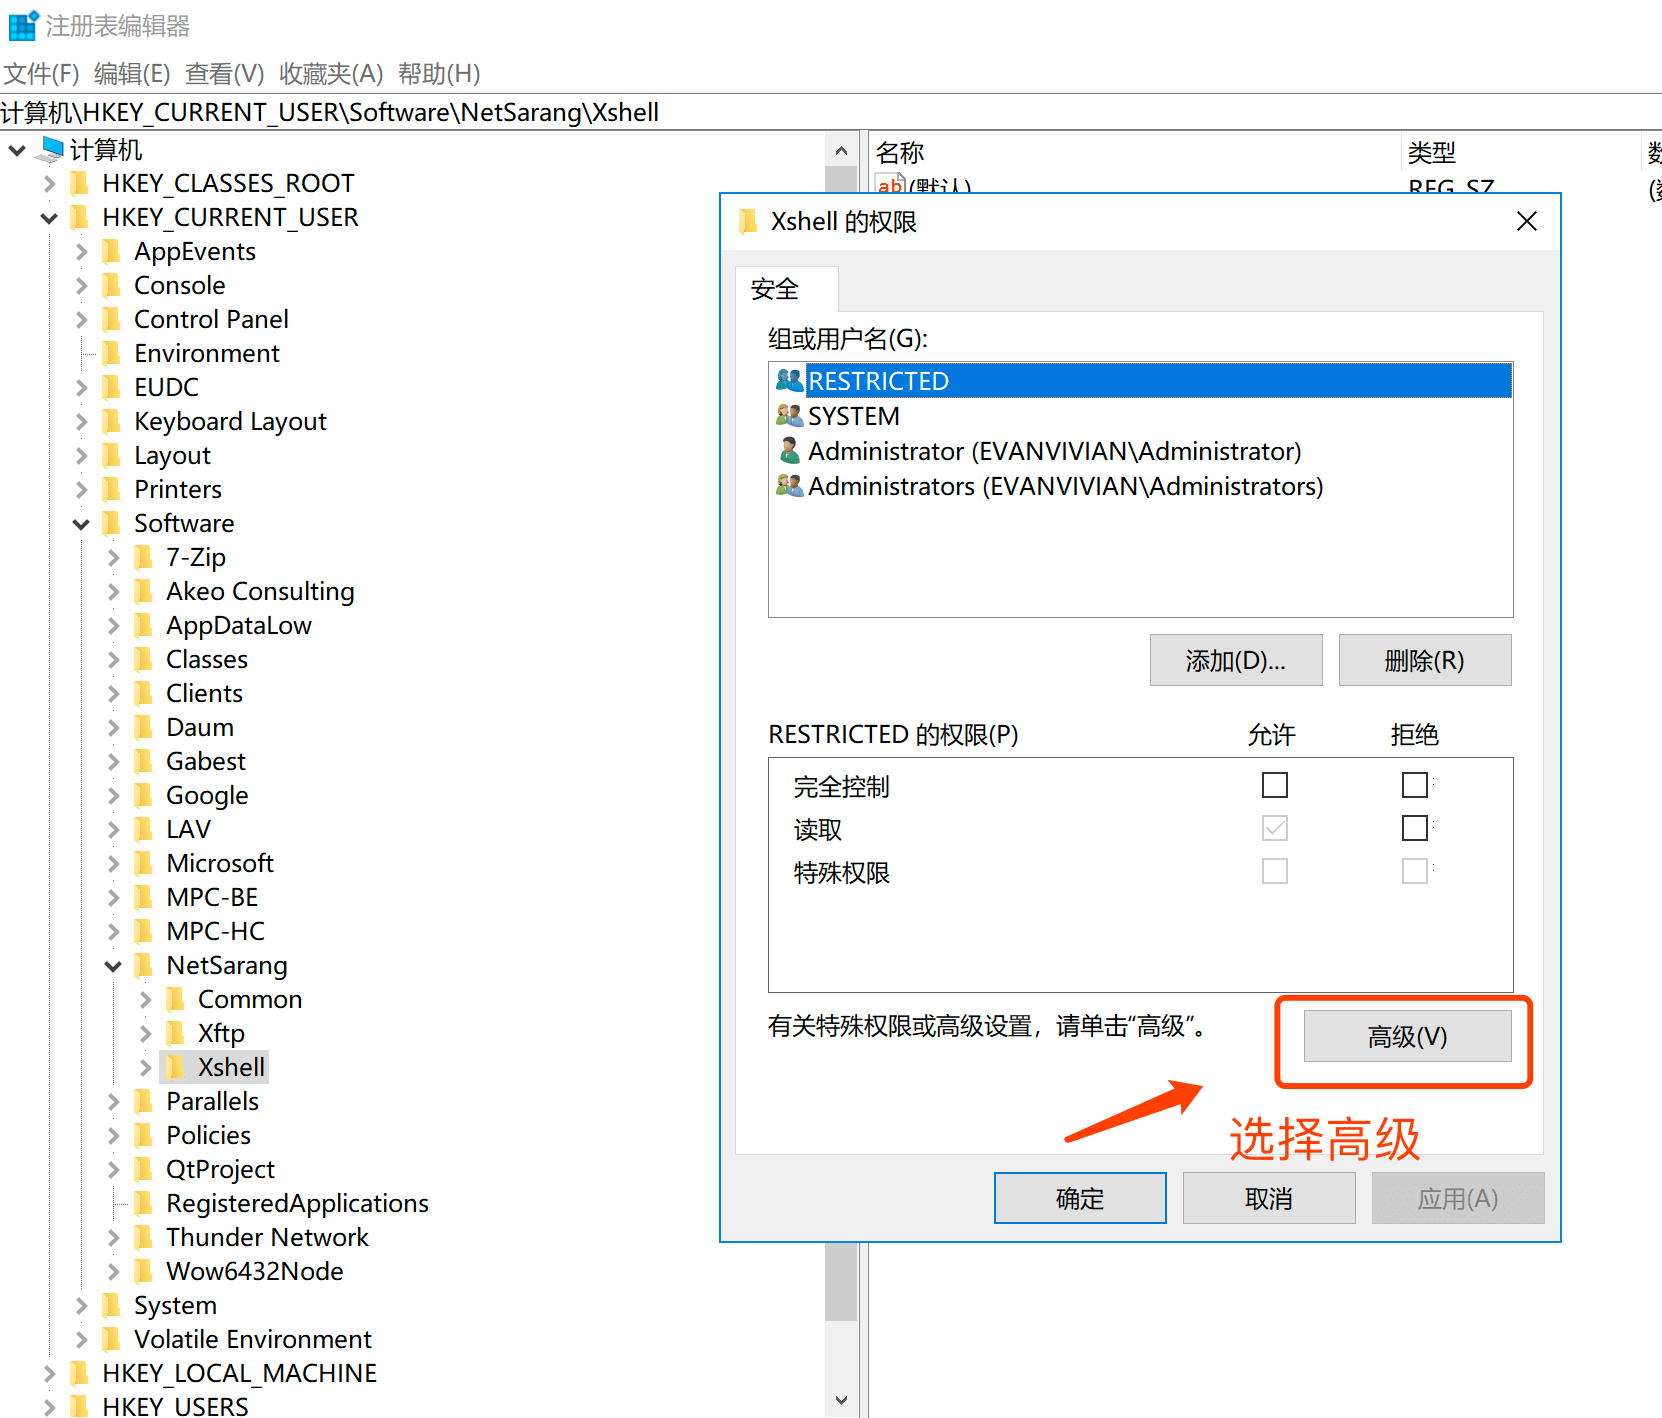 注册表编辑器
文件(F) 编辑(E) 查看(V) 收藏夹(A) 帮助(H)
计算机\HKEY_CURRENT_USER\Software\NetSarang\Xshell
计算机
HKEY_CLASSES_ROOT
HKEY_CURRENT_USER
AppEvents
Console
Control Panel
Environment
EUDC
Keyboard Layout
Layout
Printers
Software
7-Zip
Akeo Consulting
AppDataLow
Classes
Clients
Daum
Gabest
Google
LAV
Microsoft
MPC-BE
MPC-HC
NetSarang
Common
Xftp
Xshell
Parallels
Policies
QtProject
RegisteredApplications
Thunder Network
Wow6432Node
System
Volatile Environment
HKEY_LOCAL_MACHINE
HKEY_USERS
名称 类型
ab (默认) REG_SZ
Xshell 的权限
安全
组或用户名(G):
RESTRICTED
SYSTEM
Administrator (EVANVIVIAN\Administrator)
Administrators (EVANVIVIAN\Administrators)
添加(D)... 删除(R)
RESTRICTED 的权限(P) 允许 拒绝
完全控制
读取
特殊权限
有关特殊权限或高级设置，请单击“高级”。
高级(V)
选择高级
确定 取消 应用(A)